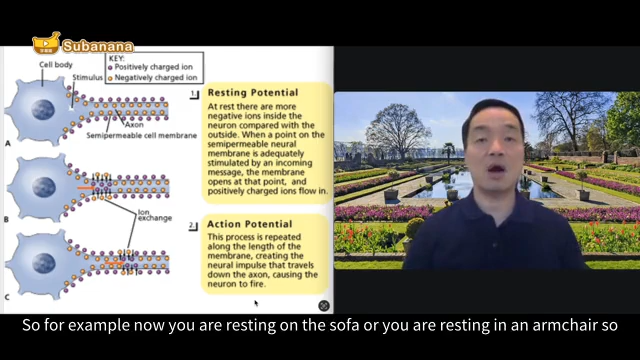 Subanana
KEY:
Positively charged ion
Negatively charged ion
Cell body
Stimulus
Axon
Semipermeable cell membrane
A
B
Ion
exchange
C
1.
Resting Potential
At rest there are more
negative ions inside the
neuron compared with the
outside. When a point on the
semipermeable neural
membrane is adequately
stimulated by an incoming
message, the membrane
opens at that point, and
positively charged ions flow in.
2.
Action Potential
This process is repeated
along the length of the
membrane, creating the
neural impulse that travels
down the axon, causing the
neuron to fire.
So for example now you are resting on the sofa or you are resting in an armchair so